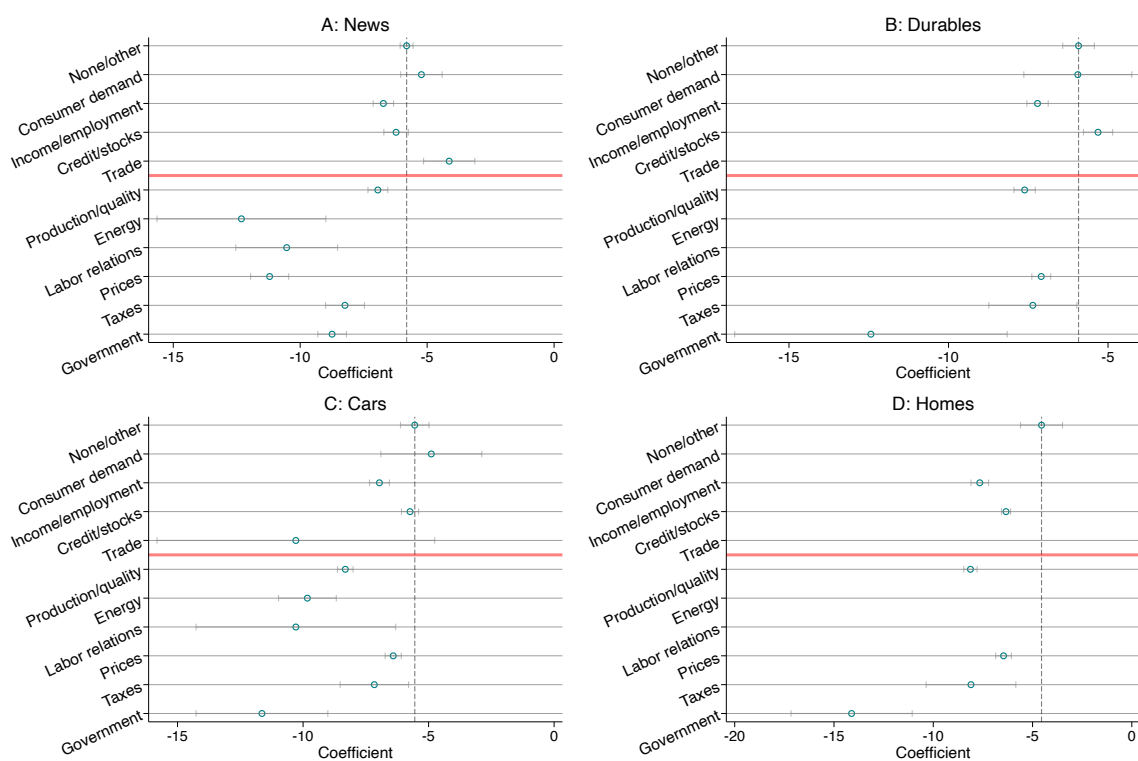 A: News
None/other
Consumer demand
Income/employment
Credit/stocks
Trade
Production/quality
Energy
Labor relations
Prices
Taxes
Government
-15 -10 -5 0
Coefficient
B: Durables
None/other
Consumer demand
Income/employment
Credit/stocks
Trade
Production/quality
Energy
Labor relations
Prices
Taxes
Government
-15 -10 -5
Coefficient
C: Cars
None/other
Consumer demand
Income/employment
Credit/stocks
Trade
Production/quality
Energy
Labor relations
Prices
Taxes
Government
-15 -10 -5 0
Coefficient
D: Homes
None/other
Consumer demand
Income/employment
Credit/stocks
Trade
Production/quality
Energy
Labor relations
Prices
Taxes
Government
-20 -15 -10 -5 0
Coefficient